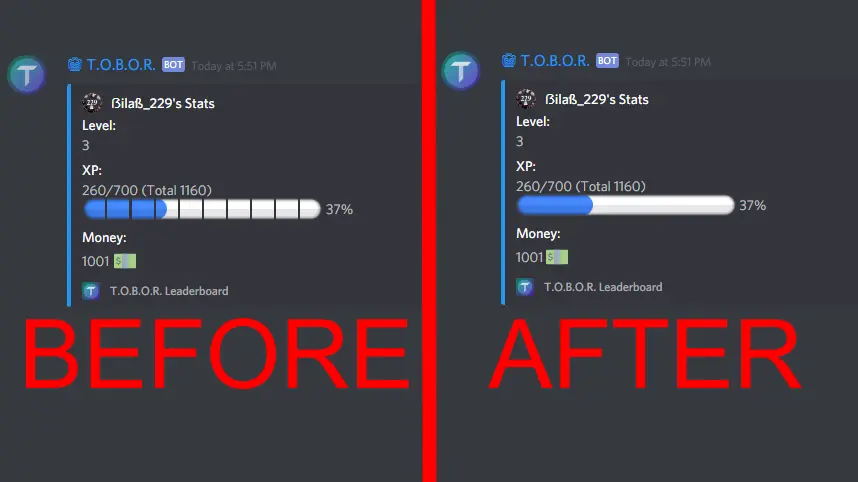 T.O.B.O.R. BOT Today at 5:51 PM
ẞilaß_229's Stats
Level:
3
XP:
260/700 (Total 1160)
37%
Money:
1001
T.O.B.O.R. Leaderboard
BEFORE
T.O.B.O.R. BOT Today at 5:51 PM
ẞilaß_229's Stats
Level:
3
XP:
260/700 (Total 1160)
37%
Money:
1001
T.O.B.O.R. Leaderboard
AFTER